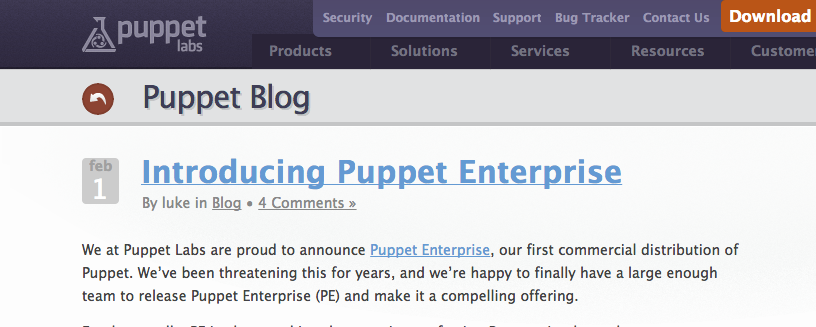 puppet
labs
Security Documentation Support Bug Tracker Contact Us Download
Products Solutions Services Resources
Puppet Blog
feb
1
Introducing Puppet Enterprise
By luke in Blog • 4 Comments »
We at Puppet Labs are proud to announce Puppet Enterprise, our first commercial distribution of
Puppet. We’ve been threatening this for years, and we’re happy to finally have a large enough
team to release Puppet Enterprise (PE) and make it a compelling offering.